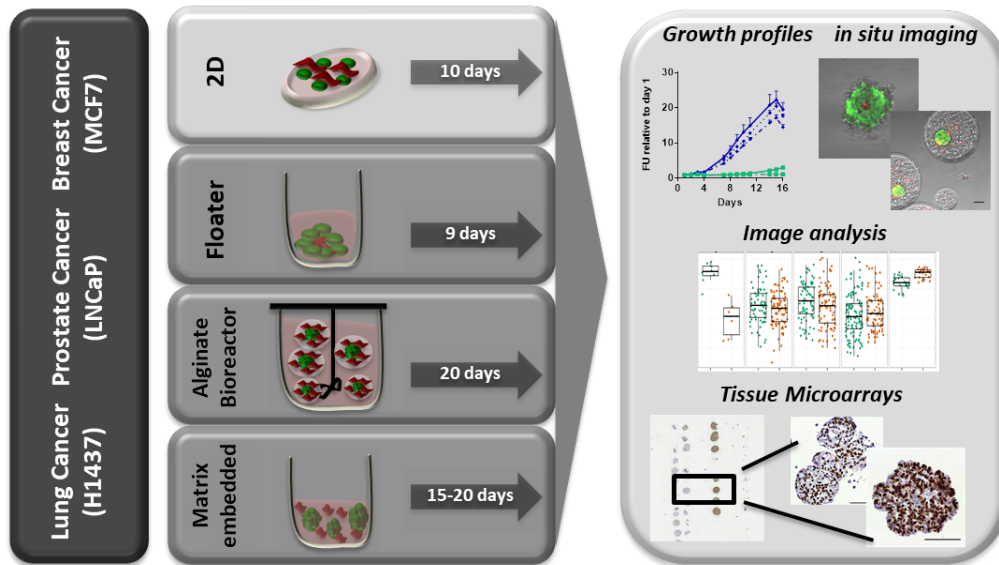 Breast Cancer
(MCF7)
Prostate Cancer
(LNCaP)
Lung Cancer
(H1437)
2D
10 days
Floater
9 days
Alginate
Bioreactor
20 days
Matrix
embedded
15-20 days
Growth profiles in situ imaging
FU relative to day 1
30
20
10
0
0 4 8 12 16
Days
Image analysis
Tissue Microarrays